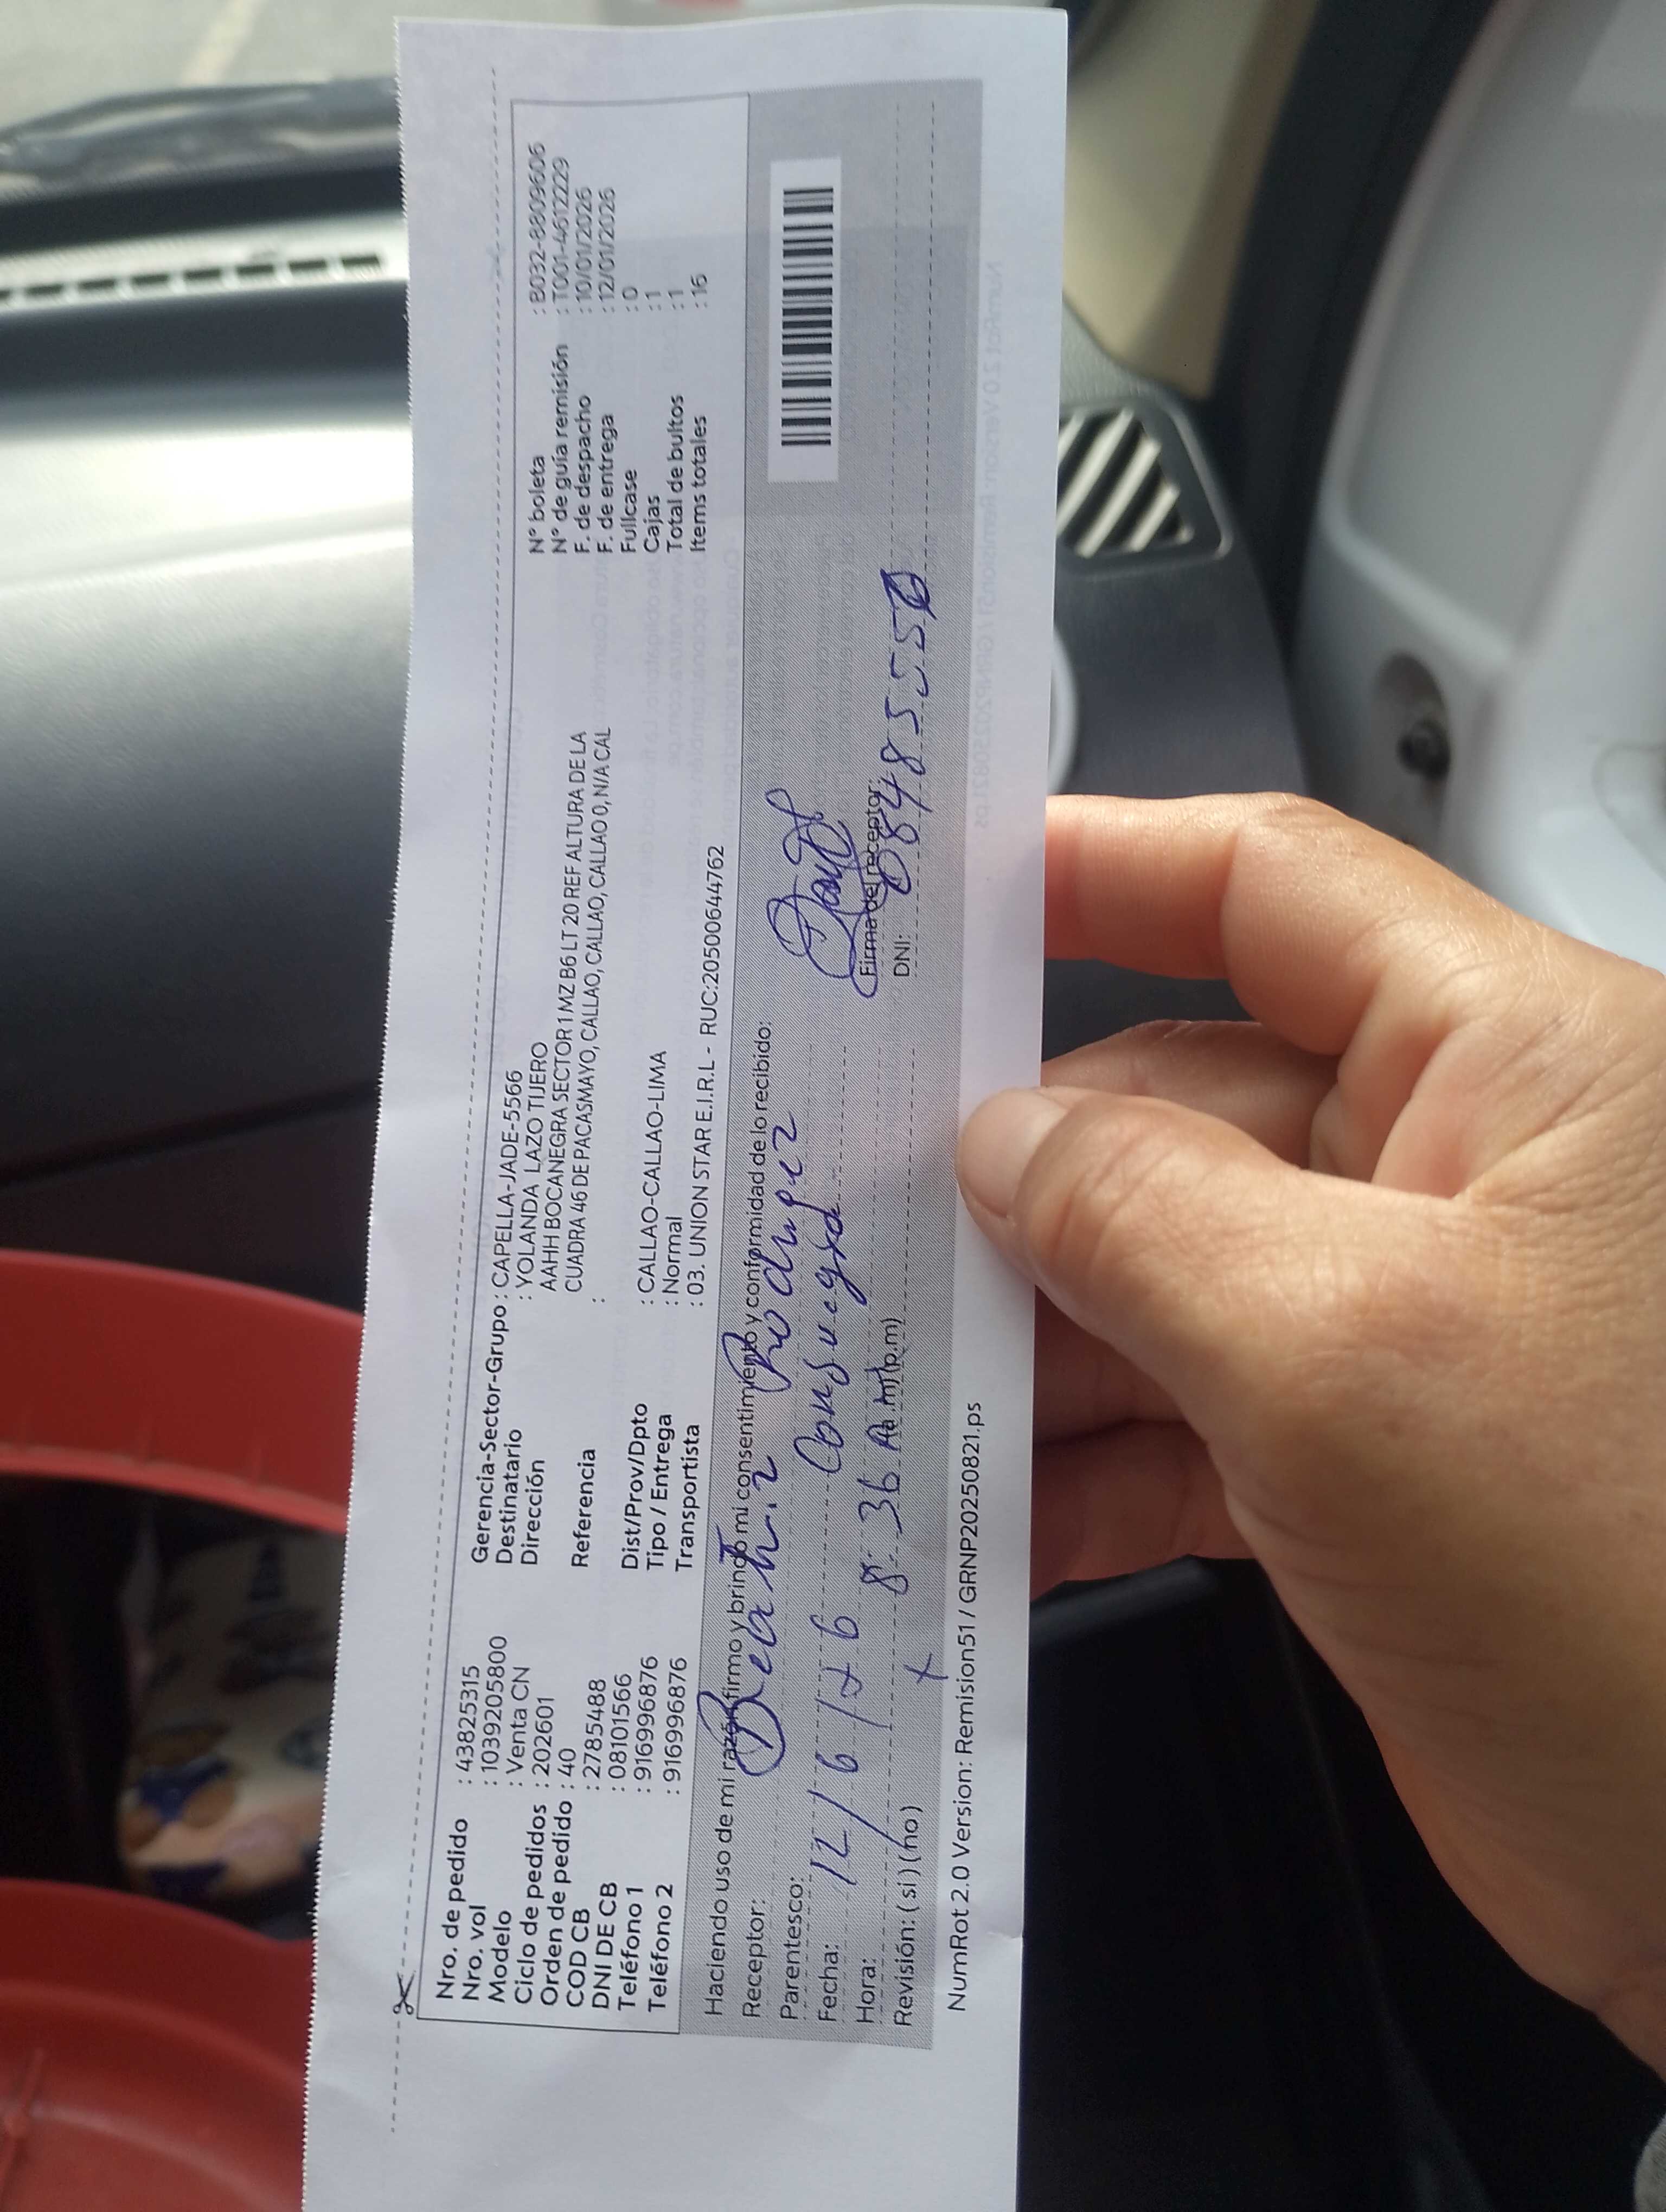 Nro. de pedido : 43825315
Nro. vol : 10392205800
Modelo : Venta CN
Ciclo de pedidos : 202601
Orden de pedido : 40
COD CB : 2785488
DNI DE CB : 08101566
Teléfono 1 : 916996876
Teléfono 2 : 916996876
Gerencia-Sector-Grupo : CAPELLA-JADE-5566
Destinatario : YOLANDA LAZO TIJERO
Dirección AAHH BOCANEGRA SECTOR 1 MZ B6 LT 20 REF ALTURA DE LA
CUADRA 46 DE PACASMAYO, CALLAO, CALLAO, CALLAO, CALLAO 0, N/A CAL
Referencia :
Dist/Prov/Dpto : CALLAO-CALLAO-LIMA
Tipo / Entrega : Normal
Transportista : 03. UNION STAR E.I.R.L - RUC:20500644762
N° boleta : B032-8809606
N° de guía remisión : T001-4612229
F. de despacho : 10/01/2026
F. de entrega : 12/01/2026
Fullcase : 0
Cajas : 1
Total de bultos : 1
Items totales : 16
Haciendo uso de mi razón firmo y brindo mi consentimiento y conformidad de lo recibido:
Receptor: Beatriz Rodriguez
Parentesco: Consuegra
Fecha: 12/6/26
Hora: 8:36 (a.m) (p.m)
Revisión: (si) (no)
Firma del receptor:
DNI:
NumRot 2.0 Version: Remision51 / GRNP20250821.ps